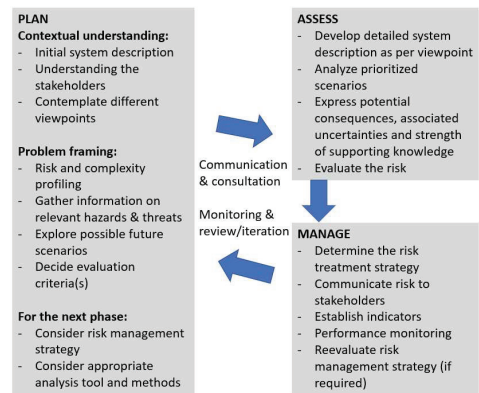 PLAN
Contextual understanding:
- Initial system description
- Understanding the
stakeholders
- Contemplate different
viewpoints
Problem framing:
- Risk and complexity
profiling
- Gather information on
relevant hazards & threats
- Explore possible future
scenarios
- Decide evaluation
criteria(s)
For the next phase:
- Consider risk management
strategy
- Consider appropriate
analysis tool and methods
Communication
& consultation
Monitoring &
review/iteration
ASSESS
- Develop detailed system
description as per viewpoint
- Analyze prioritized
scenarios
- Express potential
consequences, associated
uncertainties and strength
of supporting knowledge
- Evaluate the risk
MANAGE
- Determine the risk
treatment strategy
- Communicate risk to
stakeholders
- Establish indicators
- Performance monitoring
- Reevaluate risk
management strategy (if
required)